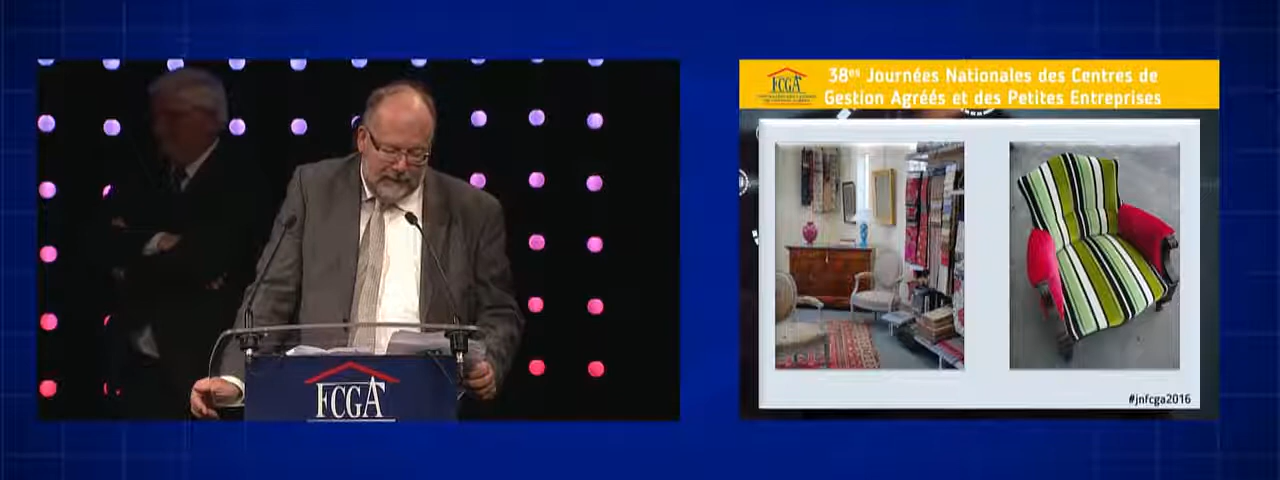 FCGA
FCGA
38es Journées Nationales des Centres de
Gestion Agréés et des Petites Entreprises
#jnfcga2016